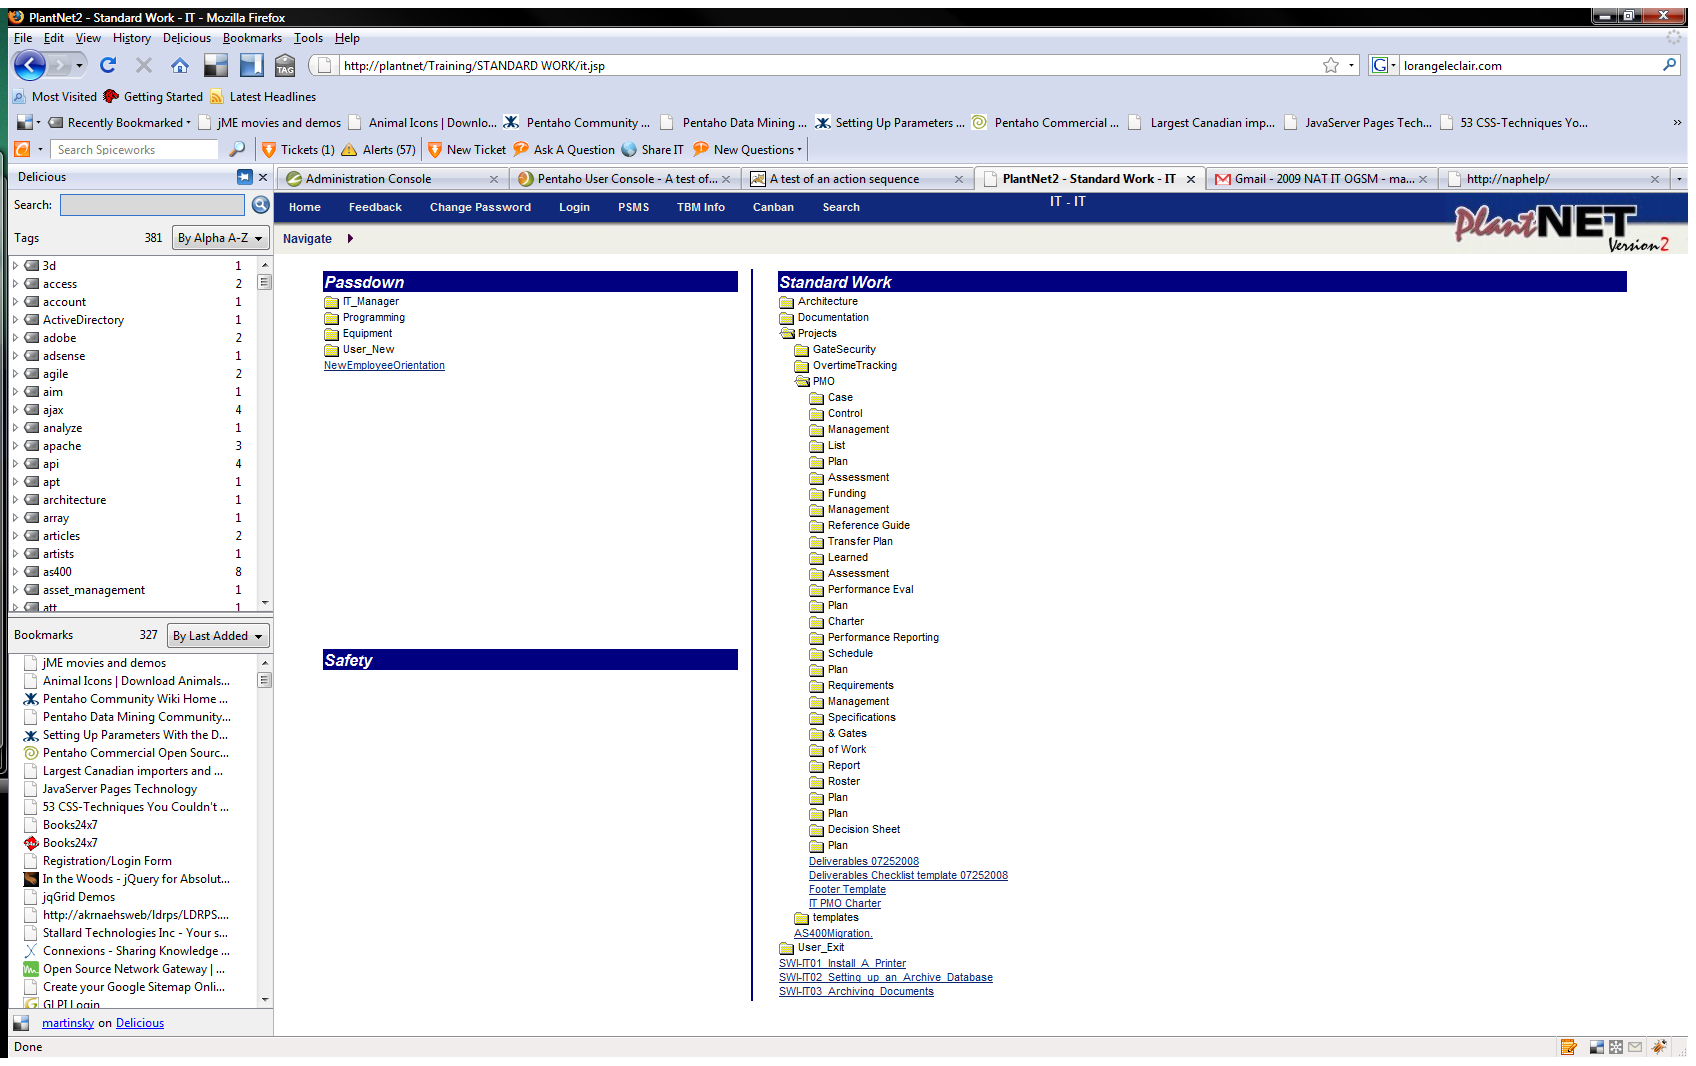 PlantNet2 - Standard Work - IT - Mozilla Firefox
File Edit View History Delicious Bookmarks Tools Help
http://plantnet/Training/STANDARD WORK/it.jsp
lorangeleclair.com
Most Visited Getting Started Latest Headlines
Recently Bookmarked jME movies and demos Animal Icons | Downlo... Pentaho Community ... Pentaho Data Mining ... Setting Up Parameters ... Pentaho Commercial ... Largest Canadian imp... JavaServer Pages Tech... 53 CSS-Techniques Yo...
Search Spiceworks Tickets (1) Alerts (57) New Ticket Ask A Question Share IT New Questions
Delicious
Administration Console Pentaho User Console - A test of... A test of an action sequence PlantNet2 - Standard Work - IT Gmail - 2009 NAT IT OGSM - ma... http://naphelp/
Search:
Tags 381 By Alpha A-Z
3d 1
access 2
account 1
ActiveDirectory 1
adobe 2
adsense 1
agile 2
aim 1
ajax 4
analyze 1
apache 3
api 4
apt 1
architecture 1
array 1
articles 2
artists 1
as400 8
asset_management 1
att 1
Bookmarks 327 By Last Added
jME movies and demos
Animal Icons | Download Animals...
Pentaho Community Wiki Home ...
Pentaho Data Mining Community...
Setting Up Parameters With the D...
Pentaho Commercial Open Sourc...
Largest Canadian importers and ...
JavaServer Pages Technology
53 CSS-Techniques You Couldn't ...
Books24x7
Books24x7
Registration/Login Form
In the Woods - jQuery for Absolut...
jqGrid Demos
http://akrnaehsweb/ldrps/LDRPS....
Stallard Technologies Inc - Your s...
Connexions - Sharing Knowledge ...
Open Source Network Gateway | ...
Create your Google Sitemap Onli...
GLPI Login
martinsky on Delicious
Home Feedback Change Password Login PSMS TBM Info Canban Search
IT - IT
PlantNET
Version2
Navigate
Passdown
IT_Manager
Programming
Equipment
User_New
NewEmployeeOrientation
Safety
Standard Work
Architecture
Documentation
Projects
GateSecurity
OvertimeTracking
PMO
Case
Control
Management
List
Plan
Assessment
Funding
Management
Reference Guide
Transfer Plan
Learned
Assessment
Performance Eval
Plan
Charter
Performance Reporting
Schedule
Plan
Requirements
Management
Specifications
& Gates
of Work
Report
Roster
Plan
Plan
Decision Sheet
Plan
Deliverables 07252008
Deliverables Checklist template 07252008
Footer Template
IT PMO Charter
templates
AS400Migration.
User_Exit
SWI-IT01_Install_A_Printer
SWI-IT02_Setting_up_an_Archive_Database
SWI-IT03_Archiving_Documents
Done